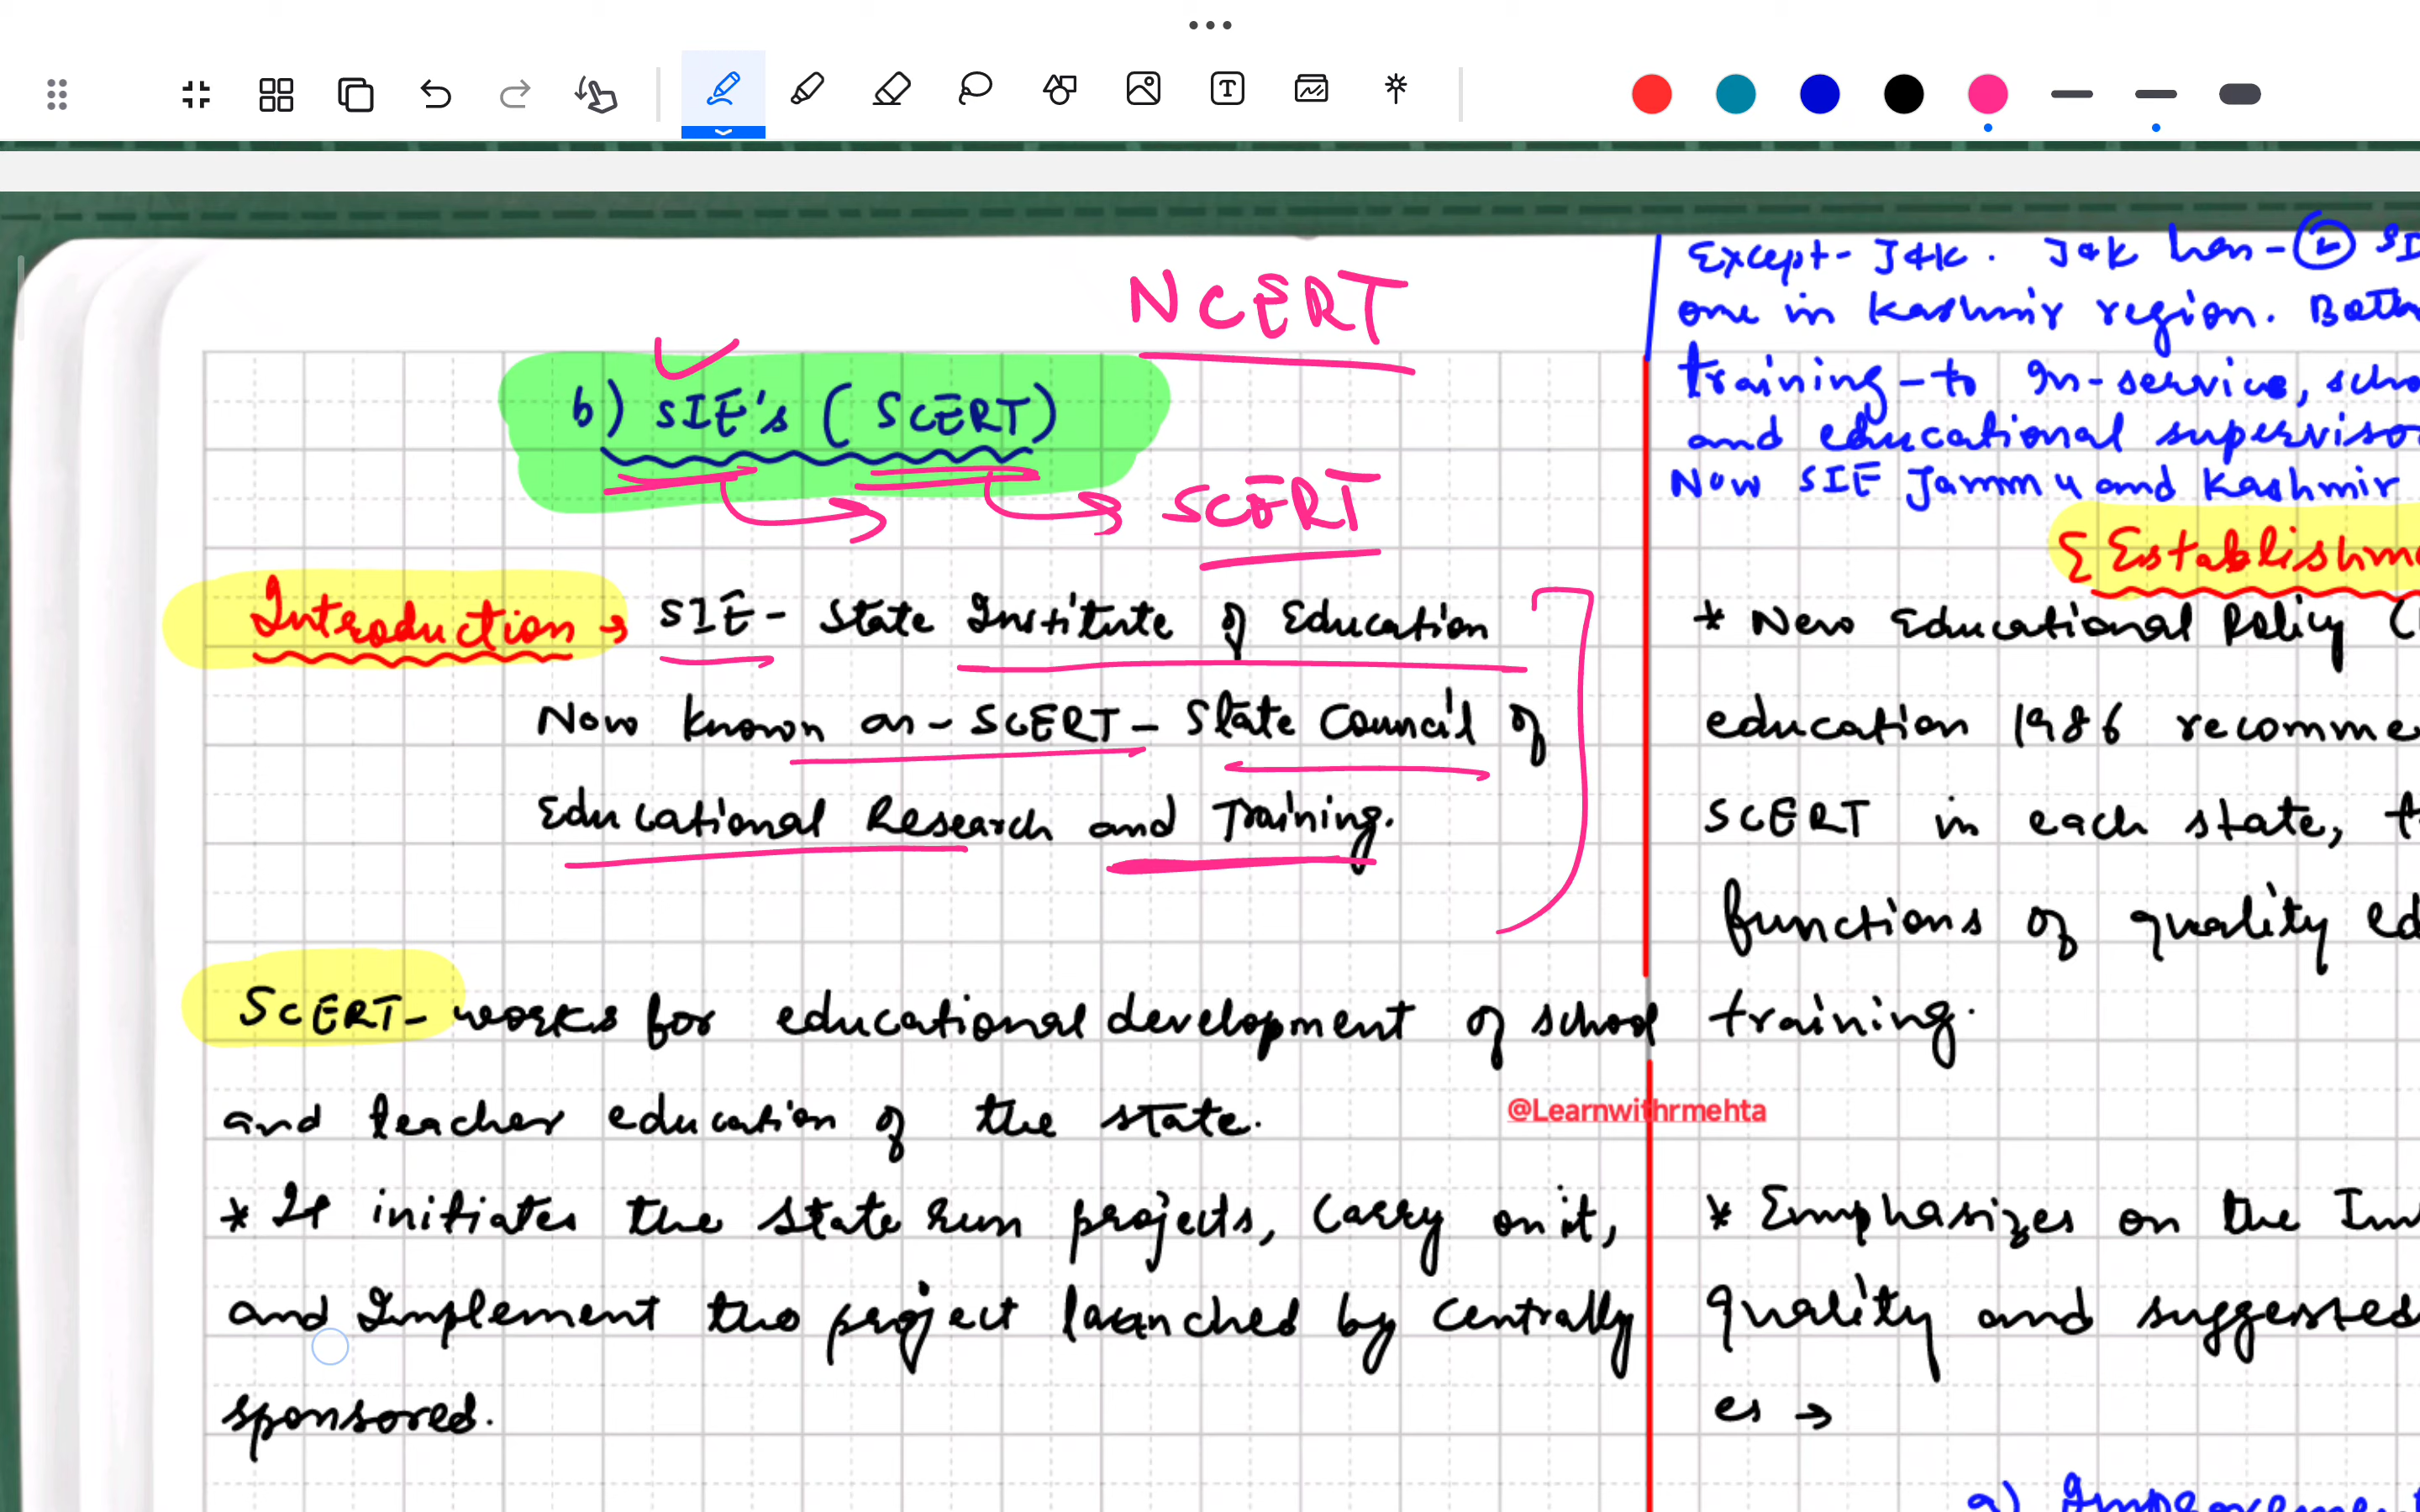 NCERT
b) SIE's (SCERT)
SCERT
Introduction → SIE - State Institute of Education
Now known as - SCERT - State Council of
Educational Research and Training.
SCERT - works for educational development of school
and teacher education of the state.
* It initiates the state run projects, carry on it,
and Implement the project launched by centrally
sponsored.
@Learnwithrmehta
Except - J&K. J&K has - 2 SI
one in Kashmir region. Both
training - to In-service, scho
and educational superviso
Now SIE Jammu and Kashmir
{Establishm
* New Educational Policy (
education 1986 recomme
SCERT in each state, t
functions of quality ed
training.
* Emphasizes on the Im
quality and suggested
es →
a) Improvement